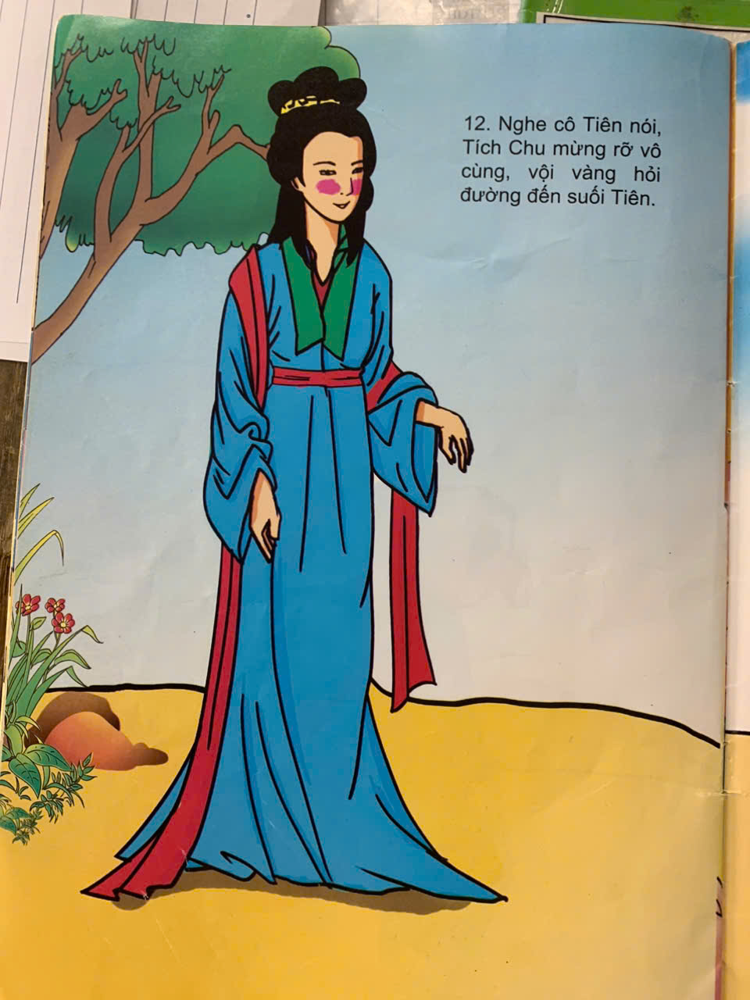 12. Nghe cô Tiên nói,
Tích Chu mừng rỡ vô
cùng, vội vàng hỏi
đường đến suối Tiên.